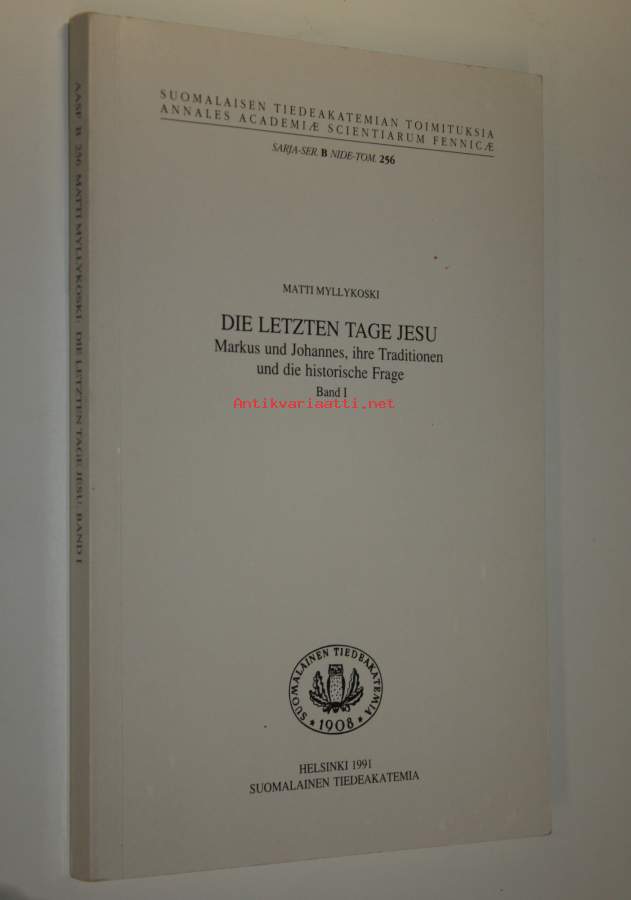 SUOMALAISEN TIEDEAKATEMIAN TOIMITUKSIA
ANNALES ACADEMIÆ SCIENTIARUM FENNICÆ
SARJA-SER. B NIDE-TOM. 256
MATTI MYLLYKOSKI
DIE LETZTEN TAGE JESU
Markus und Johannes, ihre Traditionen
und die historische Frage
Band I
Antikvariaatti.net
SUOMALAINEN TIEDEAKATEMIA
* 1908 *
HELSINKI 1991
SUOMALAINEN TIEDEAKATEMIA
AASF B 256 MATTI MYLLYKOSKI: DIE LETZTEN TAGE JESU. BAND I